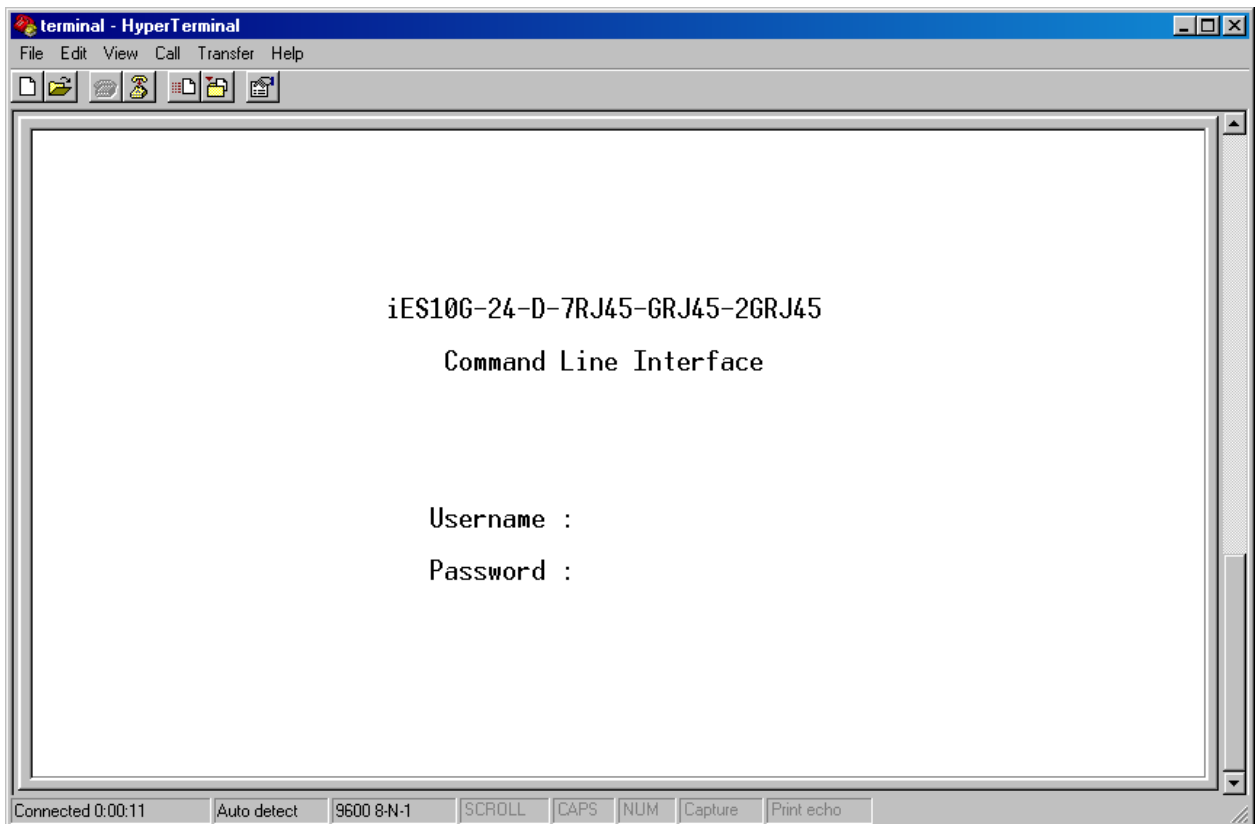 terminal - HyperTerminal
File Edit View Call Transfer Help
iES10G-24-D-7RJ45-GRJ45-2GRJ45
Command Line Interface
Username :
Password :
Connected 0:00:11 Auto detect 9600 8-N-1 SCROLL CAPS NUM Capture Print echo